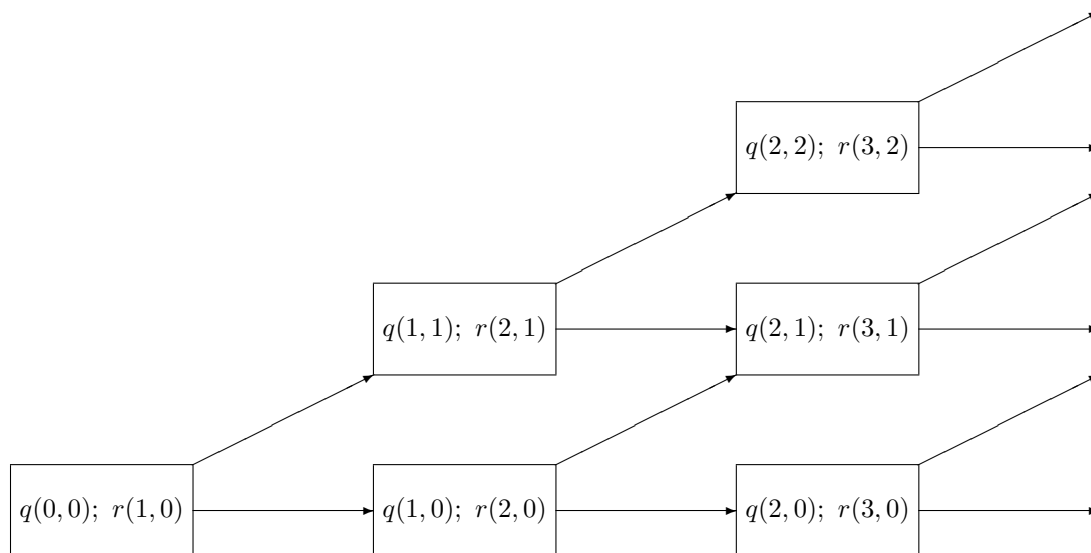 q(2, 2); r(3, 2)
q(1, 1); r(2, 1)
q(2, 1); r(3, 1)
q(0, 0); r(1, 0)
q(1, 0); r(2, 0)
q(2, 0); r(3, 0)